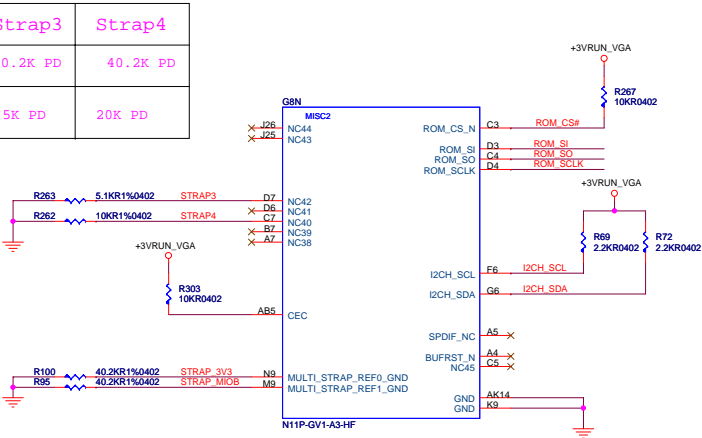 Strap3 Strap4
0.2K PD 40.2K PD
5K PD 20K PD
+3VRUN_VGA
R267
10KR0402
G8N
MISC2
J26 NC44
J25 NC43
ROM_CS_N C3 ROM_CS#
ROM_SI D3 ROM_SI
ROM_SO C4 ROM_SO
ROM_SCLK D4 ROM_SCLK
+3VRUN_VGA
R263 5.1KR1%0402 STRAP3 D7 NC42
D6 NC41
R262 10KR1%0402 STRAP4 C7 NC40
B7 NC39
A7 NC38
R69
2.2KR0402
R72
2.2KR0402
+3VRUN_VGA
I2CH_SCL F6 I2CH_SCL
I2CH_SDA G6 I2CH_SDA
R303
10KR0402
AB5 CEC
SPDIF_NC A5
BUFRST_N A4
NC45 C5
R100 40.2KR1%0402 STRAP_3V3 N9 MULTI_STRAP_REF0_GND
R95 40.2KR1%0402 STRAP_MIOB M9 MULTI_STRAP_REF1_GND
GND AK14
GND K9
N11P-GV1-A3-HF